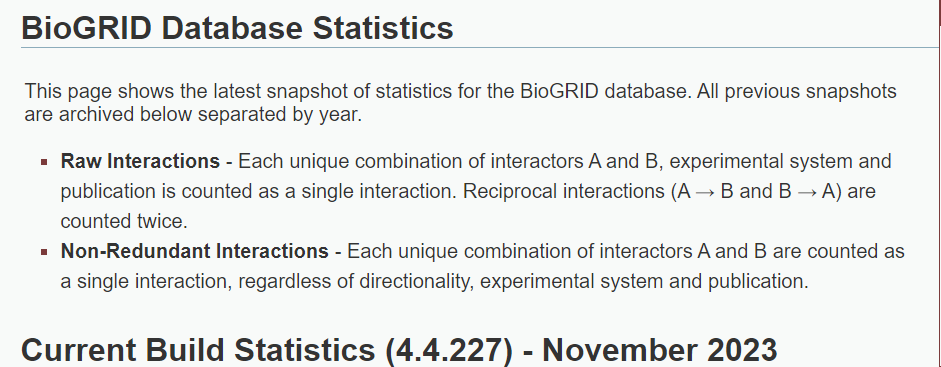 BioGRID Database Statistics
This page shows the latest snapshot of statistics for the BioGRID database. All previous snapshots
are archived below separated by year.
▪ Raw Interactions - Each unique combination of interactors A and B, experimental system and
publication is counted as a single interaction. Reciprocal interactions (A → B and B → A) are
counted twice.
▪ Non-Redundant Interactions - Each unique combination of interactors A and B are counted as
a single interaction, regardless of directionality, experimental system and publication.
Current Build Statistics (4.4.227) - November 2023